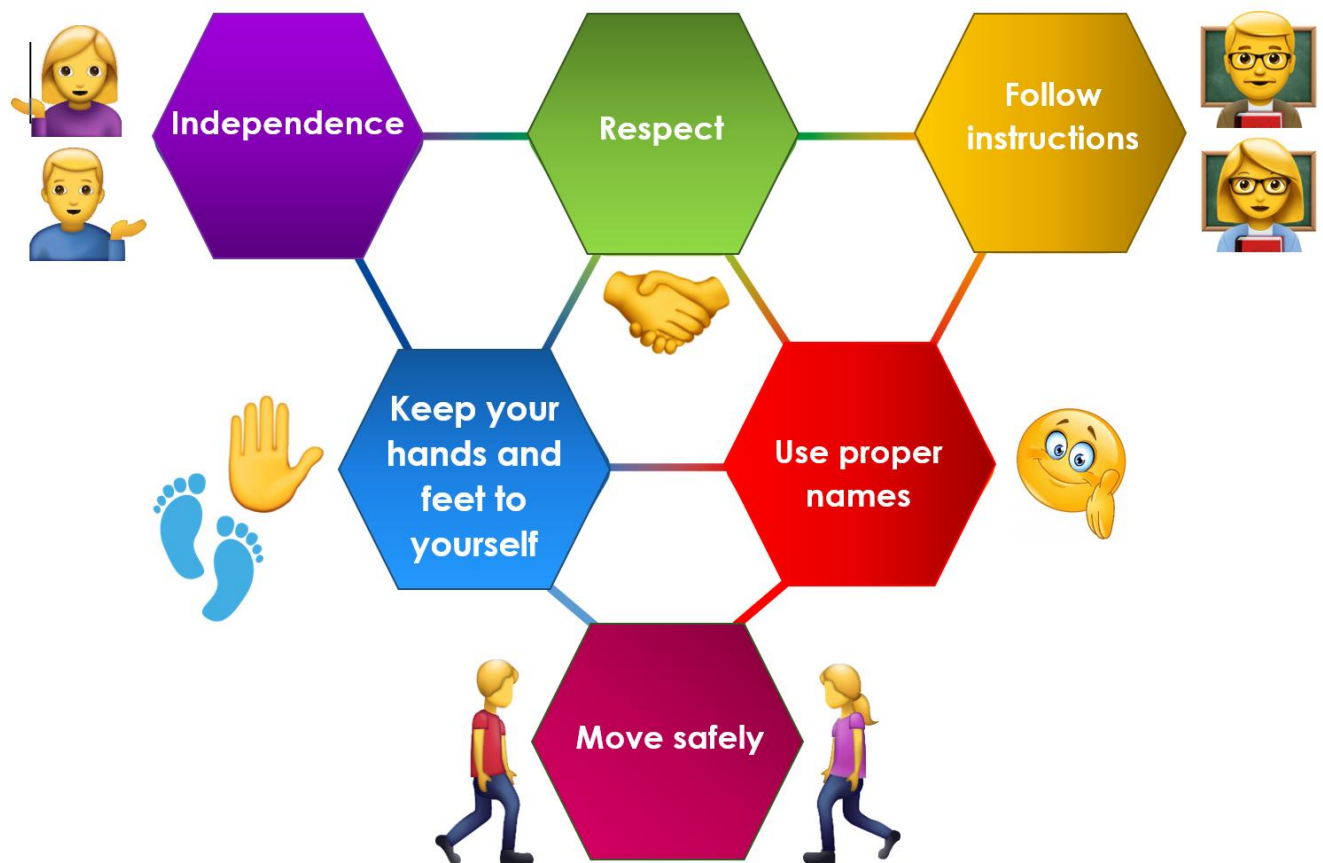 Independence
Respect
Follow
instructions
Keep your
hands and
feet to
yourself
Use proper
names
Move safely